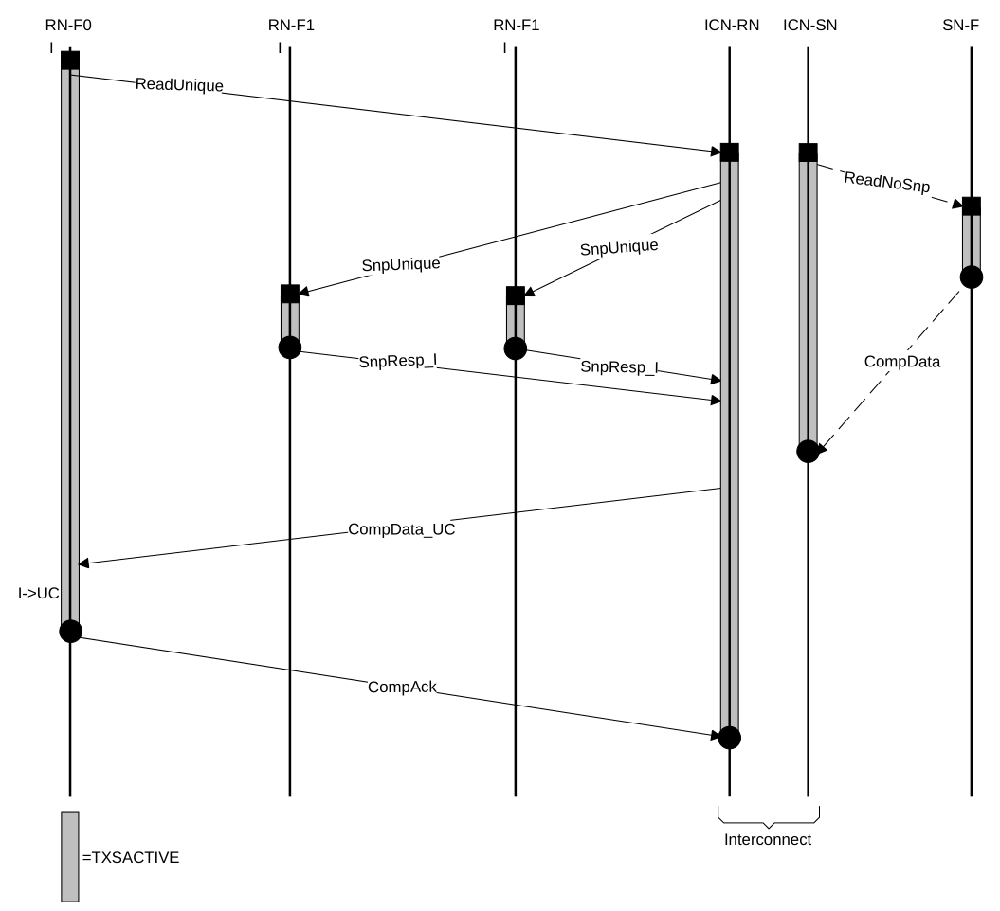 RN-F0 RN-F1 RN-F1 ICN-RN ICN-SN SN-F
I I I
ReadUnique
ReadNoSnp
SnpUnique
SnpUnique
SnpResp_I
SnpResp_I
CompData
CompData_UC
I->UC
CompAck
Interconnect
=TXSACTIVE